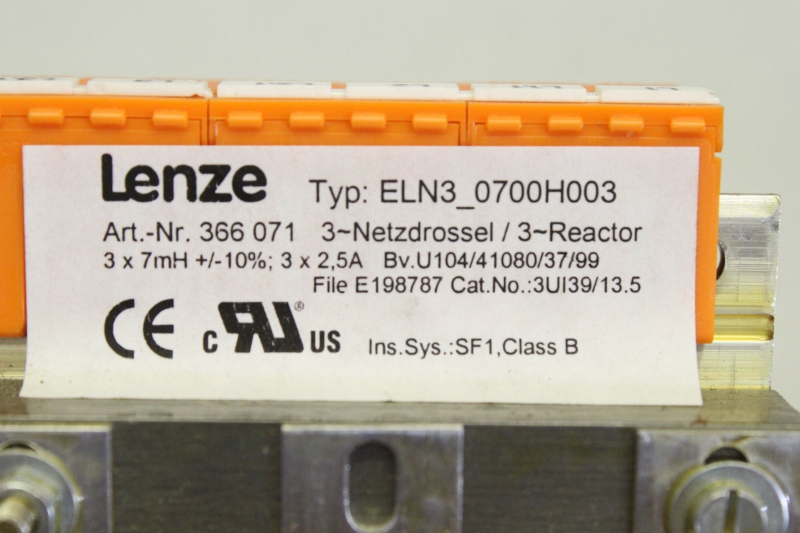 Lenze Typ: ELN3_0700H003
Art.-Nr. 366 071 3~Netzdrossel / 3~Reactor
3 x 7mH +/-10%; 3 x 2,5A Bv.U104/41080/37/99
File E198787 Cat.No.:3UI39/13.5
CE c RU® US Ins.Sys.:SF1,Class B